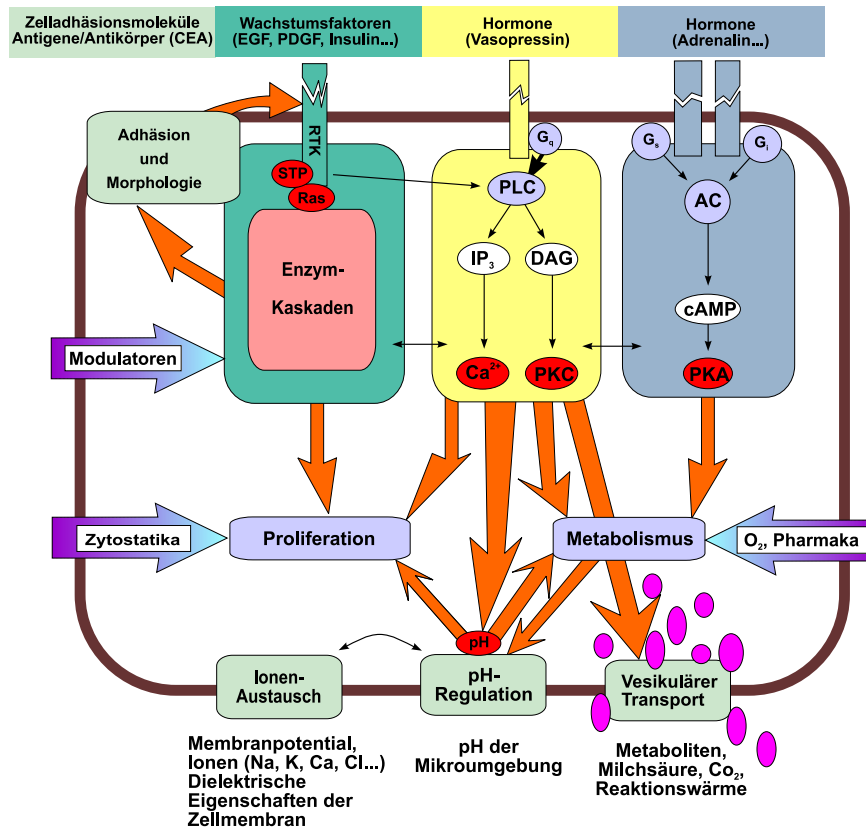 Zelladhäsionsmoleküle
Antigene/Antikörper (CEA)
Wachstumsfaktoren
(EGF, PDGF, Insulin...)
Hormone
(Vasopressin)
Hormone
(Adrenalin...)
Adhäsion
und
Morphologie
RTK
STP
Ras
Enzym-
Kaskaden
Gq
PLC
IP3
DAG
Ca2+
PKC
Gs
Gi
AC
cAMP
PKA
Modulatoren
Zytostatika
Proliferation
Metabolismus
O2, Pharmaka
pH
Ionen-
Austausch
pH-
Regulation
Vesikulärer
Transport
Membranpotential,
Ionen (Na, K, Ca, Cl...)
Dielektrische
Eigenschaften der
Zellmembran
pH der
Mikroumgebung
Metaboliten,
Milchsäure, Co2,
Reaktionswärme